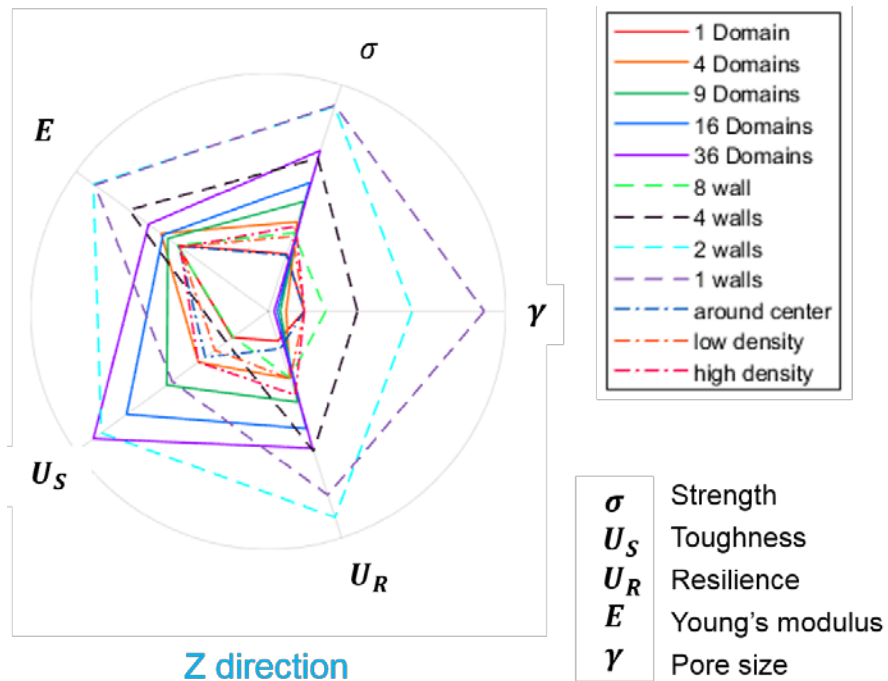 σ
E
γ
U_S
U_R
Z direction
1 Domain
4 Domains
9 Domains
16 Domains
36 Domains
8 wall
4 walls
2 walls
1 walls
around center
low density
high density
σ Strength
U_S Toughness
U_R Resilience
E Young's modulus
γ Pore size